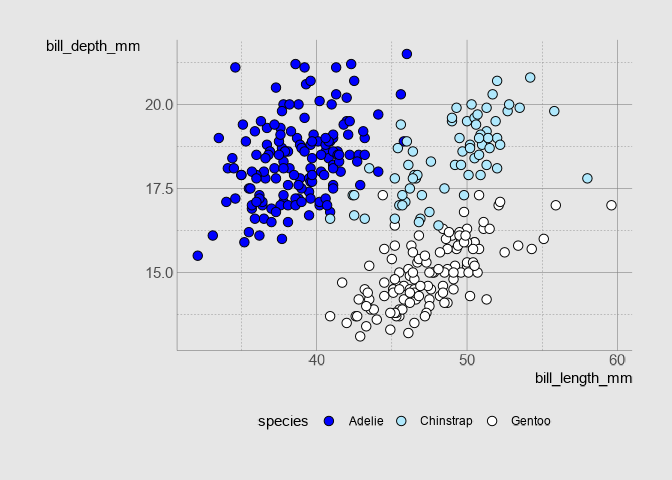 bill_depth_mm
20.0
17.5
15.0
40 50 60
bill_length_mm
species Adelie Chinstrap Gentoo